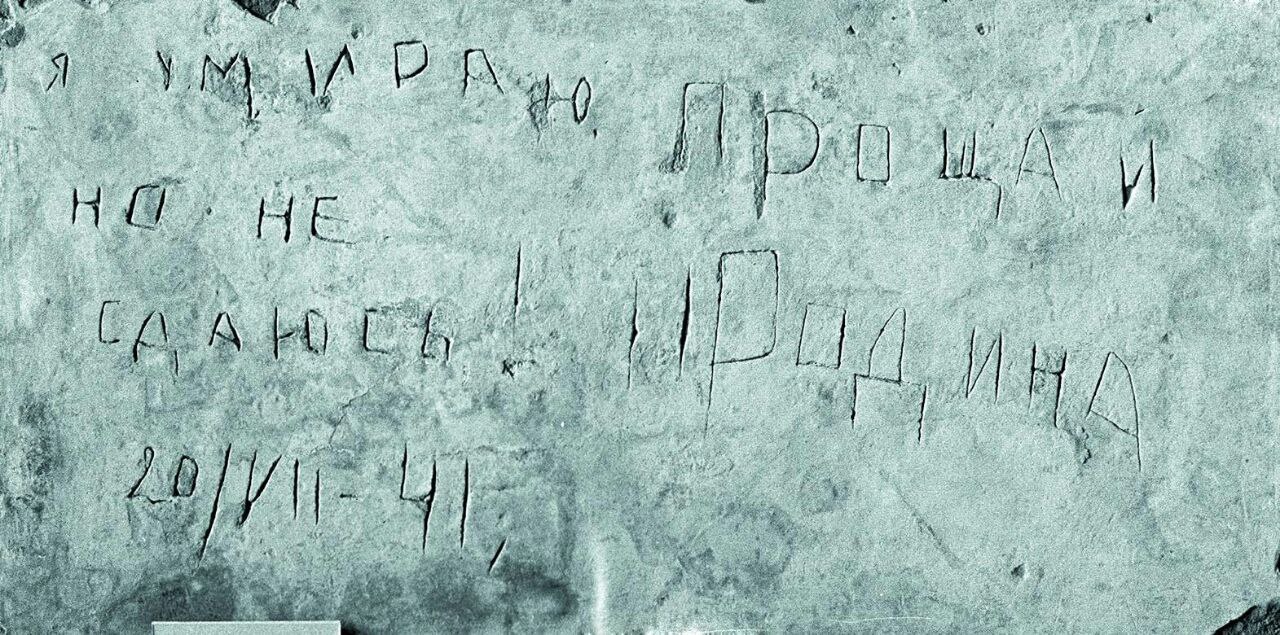 Я УМИРАЮ,
НО НЕ
СДАЮСЬ!
ПРОЩАЙ
РОДИНА
20/VII-41,